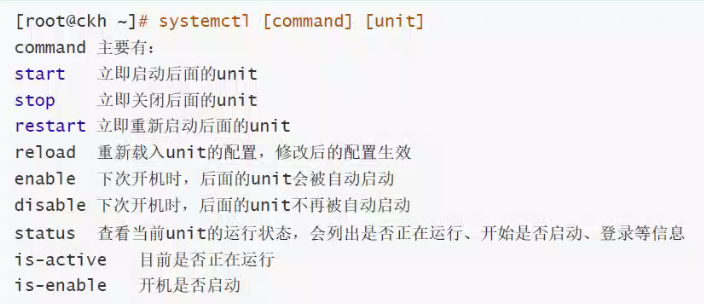 [root@ckh ~]# systemctl [command] [unit]
command 主要有：
start 立即启动后面的unit
stop 立即关闭后面的unit
restart 立即重新启动后面的unit
reload 重新载入unit的配置，修改后的配置生效
enable 下次开机时，后面的unit会被自动启动
disable 下次开机时，后面的unit不再被自动启动
status 查看当前unit的运行状态，会列出是否正在运行、开始是否启动、登录等信息
is-active 目前是否正在运行
is-enable 开机是否启动